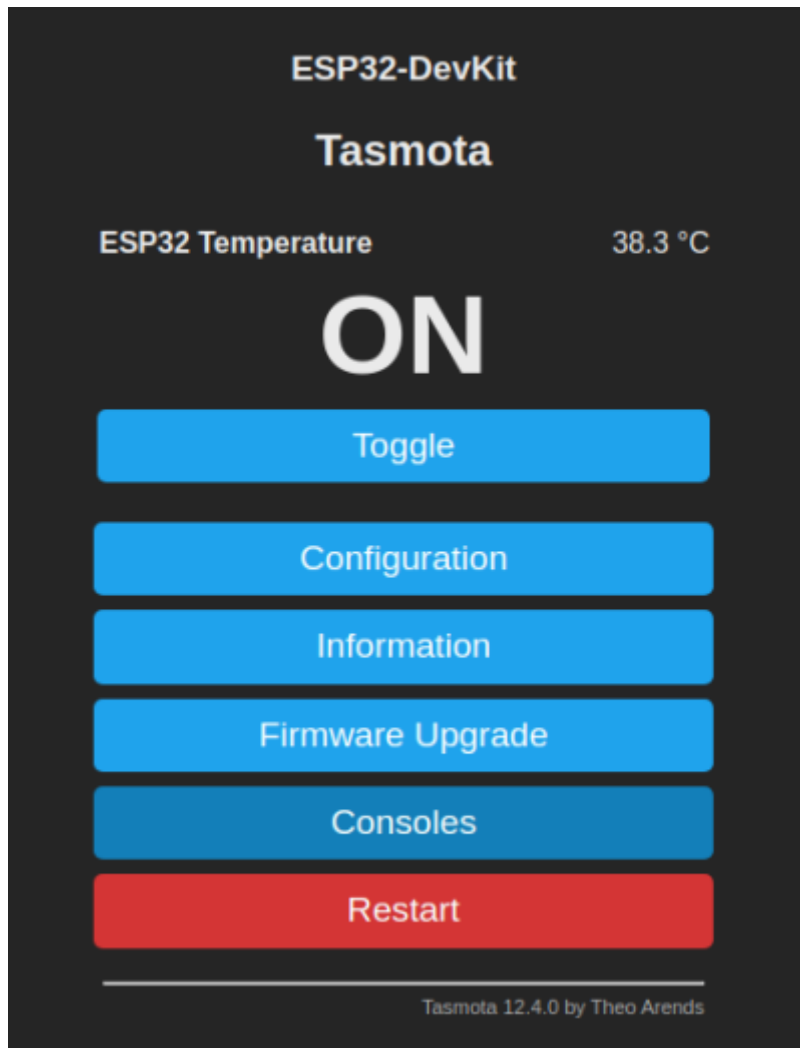 ESP32-DevKit
Tasmota
ESP32 Temperature 38.3 °C
ON
Toggle
Configuration
Information
Firmware Upgrade
Consoles
Restart
Tasmota 12.4.0 by Theo Arends